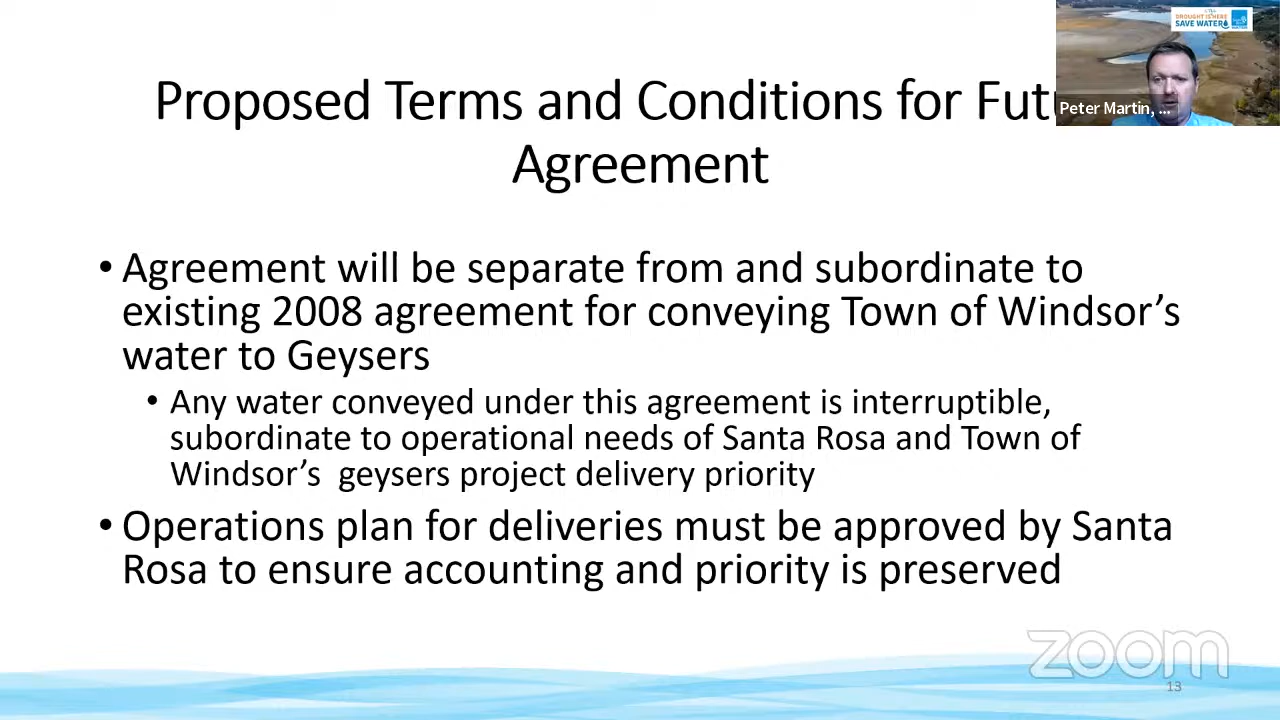 DROUGHT IS HERE
SAVE WATER
Peter Martin, ...
Proposed Terms and Conditions for Fut
Agreement
• Agreement will be separate from and subordinate to
existing 2008 agreement for conveying Town of Windsor’s
water to Geysers
• Any water conveyed under this agreement is interruptible,
subordinate to operational needs of Santa Rosa and Town of
Windsor’s geysers project delivery priority
• Operations plan for deliveries must be approved by Santa
Rosa to ensure accounting and priority is preserved
zoom
13